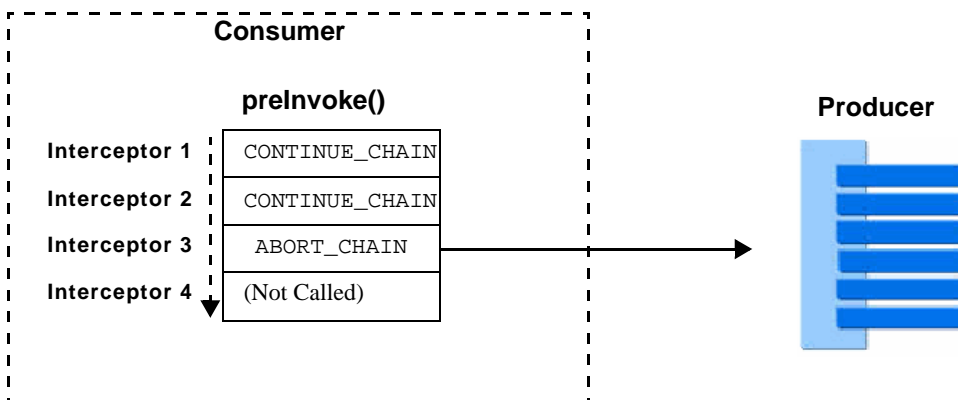 Consumer
preInvoke()
Producer
Interceptor 1 CONTINUE_CHAIN
Interceptor 2 CONTINUE_CHAIN
Interceptor 3 ABORT_CHAIN
Interceptor 4 (Not Called)